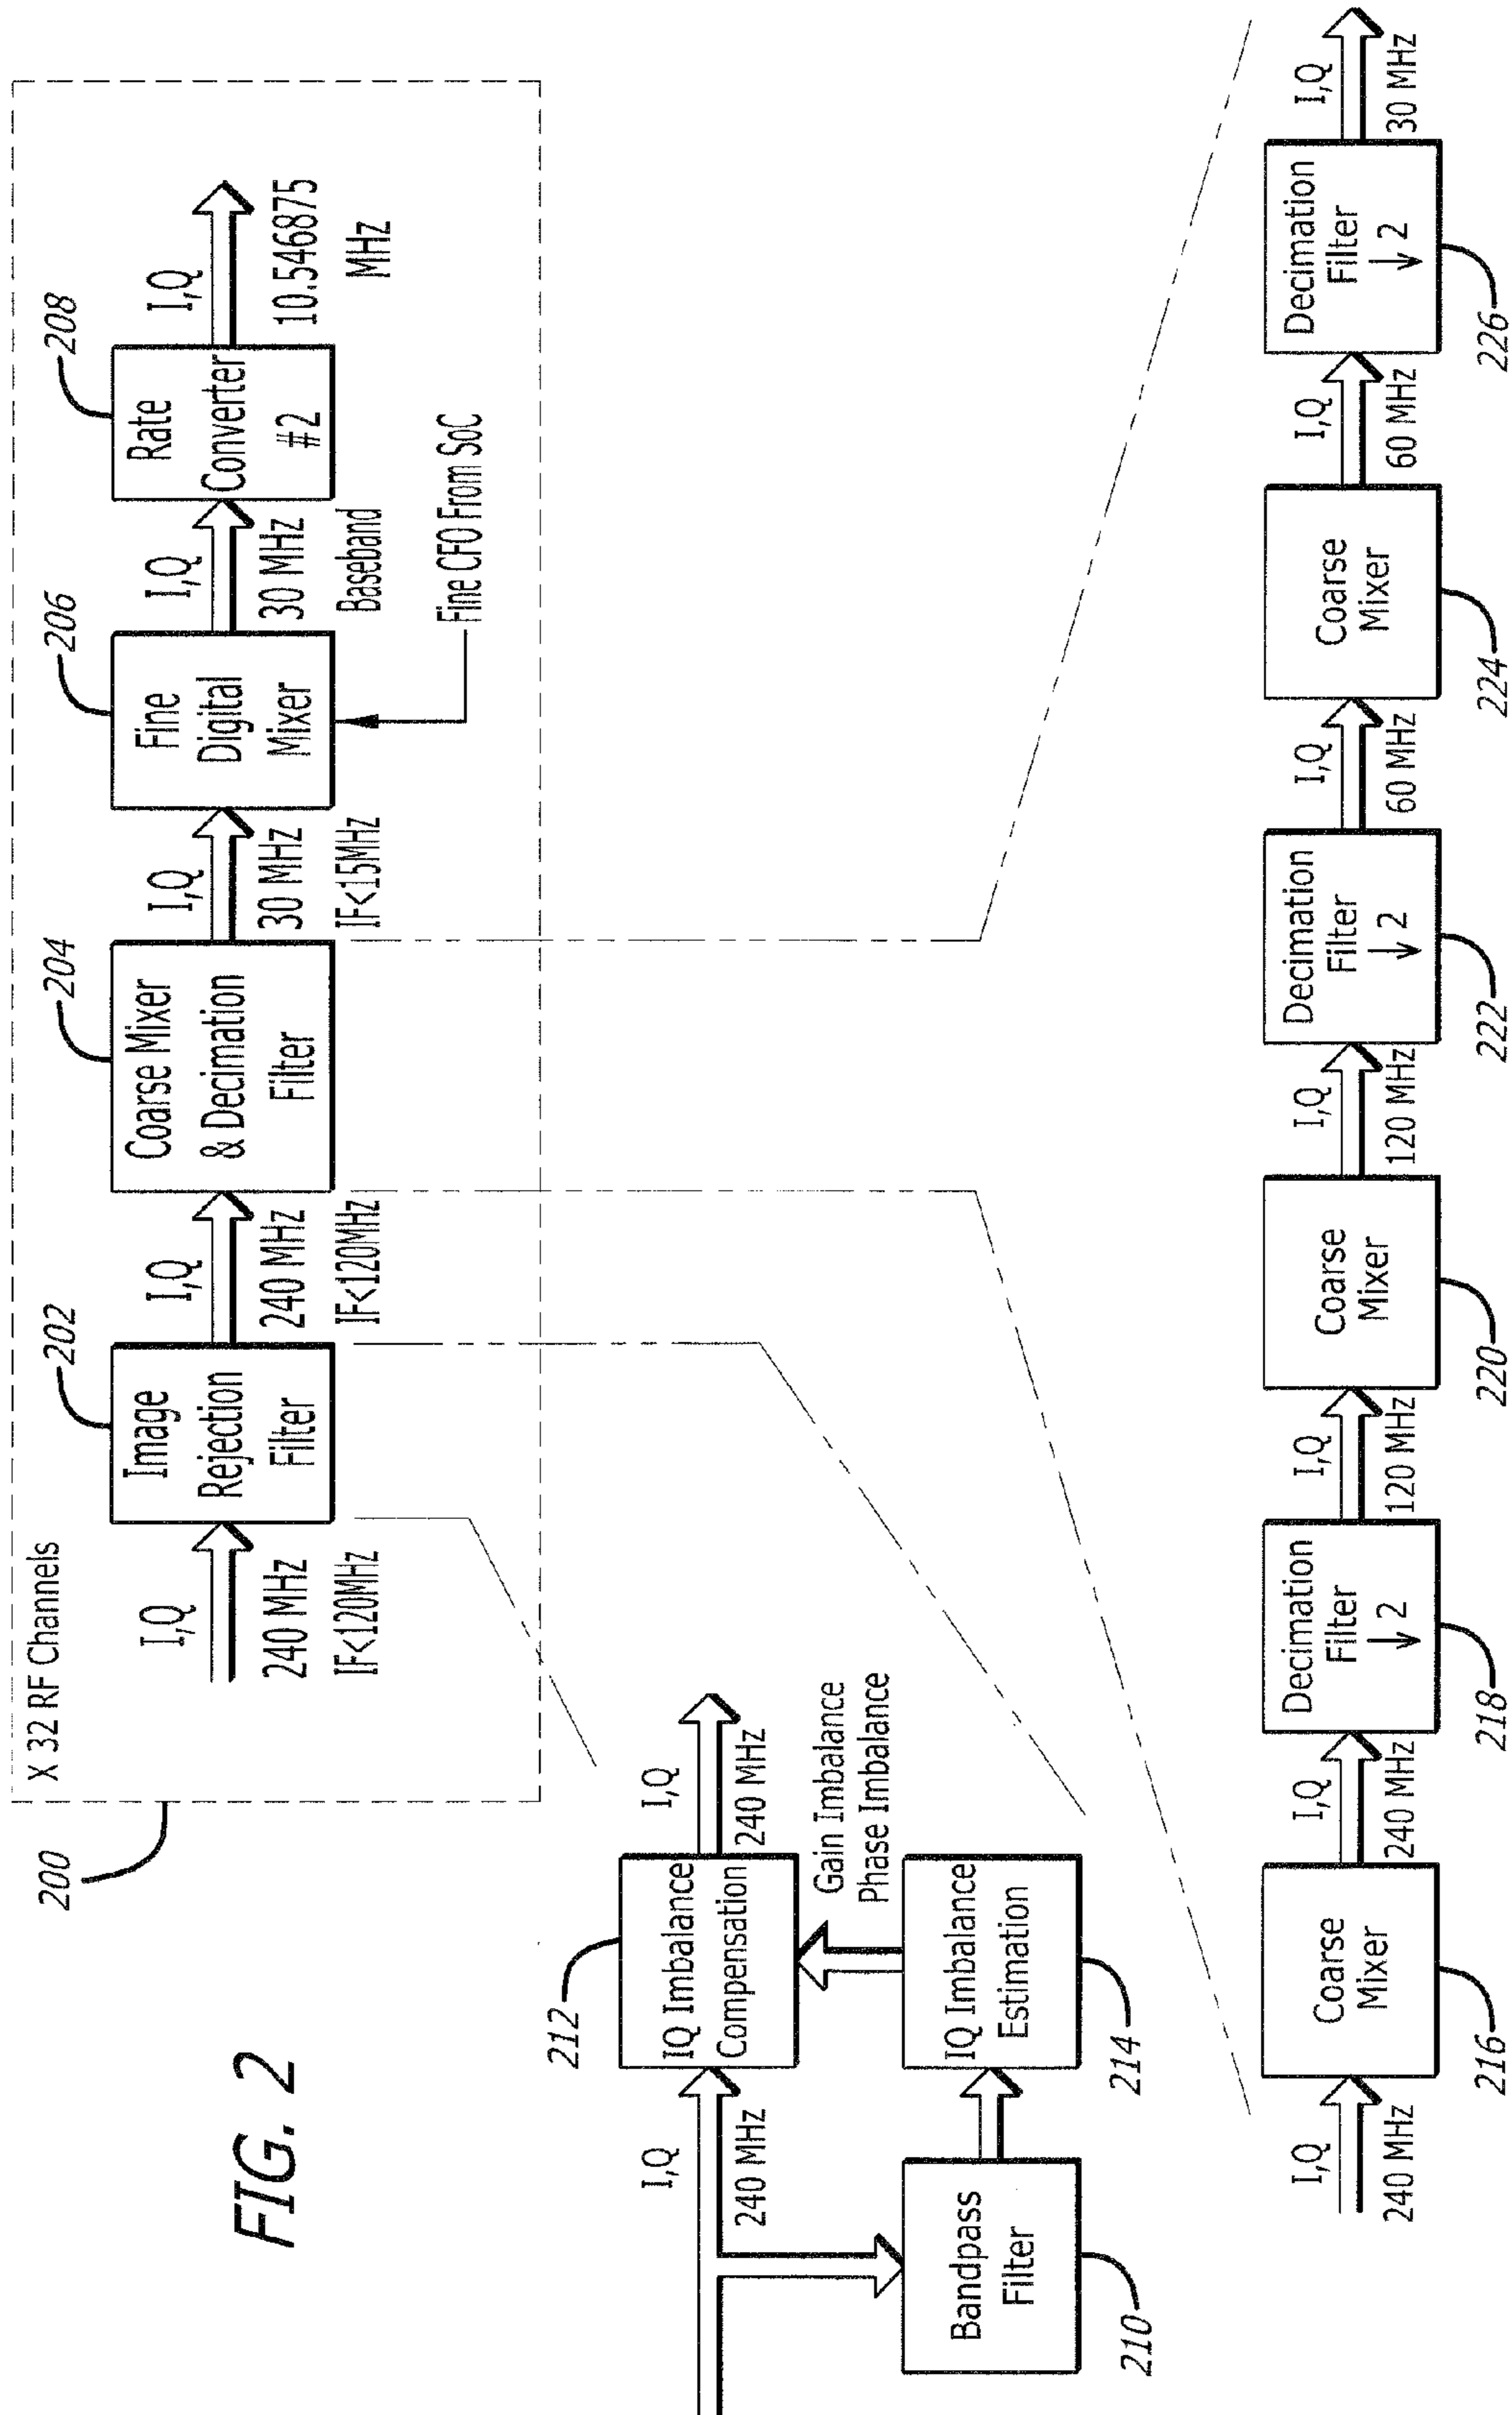 FIG. 2
200
X 32 RF Channels
I,Q
240 MHz
IF<120MHz
202
Image
Rejection
Filter
I,Q
240 MHz
IF<120MHz
204
Coarse Mixer
& Decimation
Filter
I,Q
30 MHz
IF<15MHz
206
Fine
Digital
Mixer
Fine CFO From SoC
I,Q
30 MHz
Baseband
208
Rate
Converter
#2
I,Q
10.546875
MHz
I,Q
240 MHz
212
IQ Imbalance
Compensation
I,Q
240 MHz
Gain Imbalance
Phase Imbalance
Bandpass
Filter
210
IQ Imbalance
Estimation
214
I,Q
240 MHz
Coarse
Mixer
216
I,Q
240 MHz
Decimation
Filter
↓ 2
218
I,Q
120 MHz
Coarse
Mixer
220
I,Q
120 MHz
Decimation
Filter
↓ 2
222
I,Q
60 MHz
Coarse
Mixer
224
I,Q
60 MHz
Decimation
Filter
↓ 2
226
I,Q
30 MHz